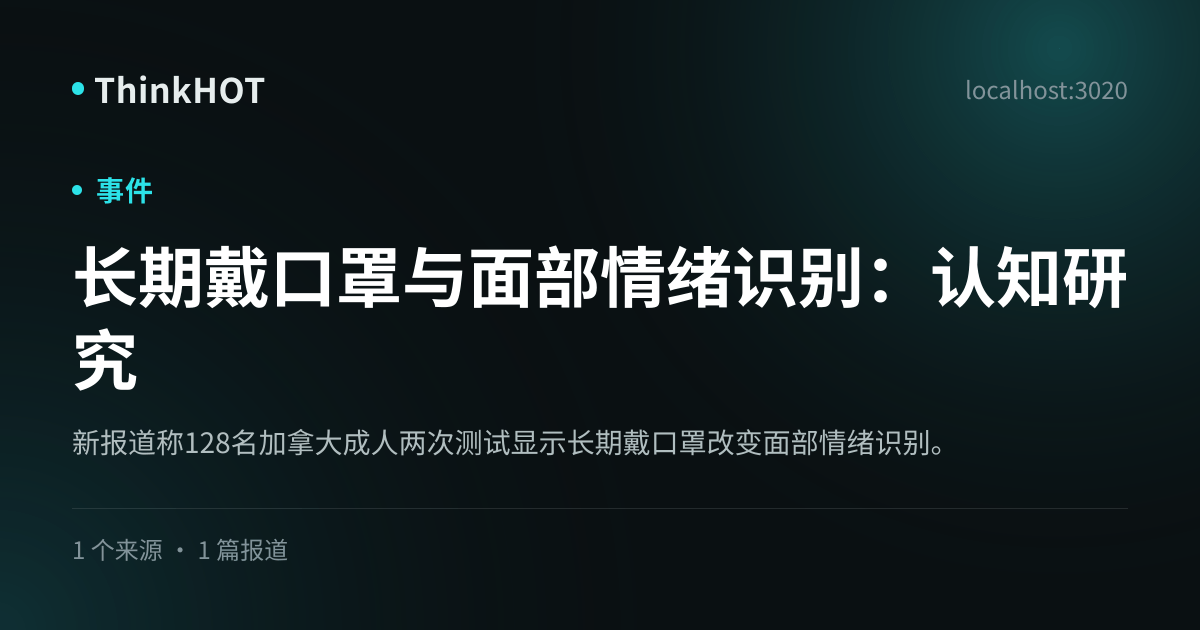 ThinkHOT
localhost:3020
事件
长期戴口罩与面部情绪识别：认知研
究
新报道称128名加拿大成人两次测试显示长期戴口罩改变面部情绪识别。
1 个来源 · 1 篇报道